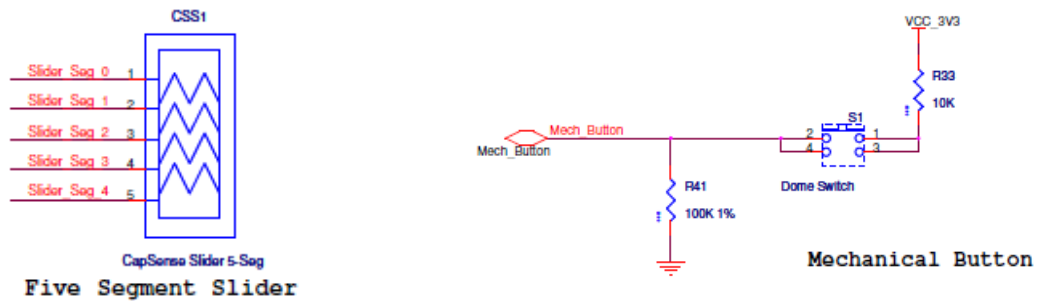 CSS1
Slider_Seg_0 1
Slider_Seg_1 2
Slider_Seg_2 3
Slider_Seg_3 4
Slider_Seg_4 5
CapSense Slider 5-Seg
Five Segment Slider
VCC_3V3
R33
10K
S1
Mech_Button
Mech_Button
2 1
4 3
R41
100K 1%
Dome Switch
Mechanical Button